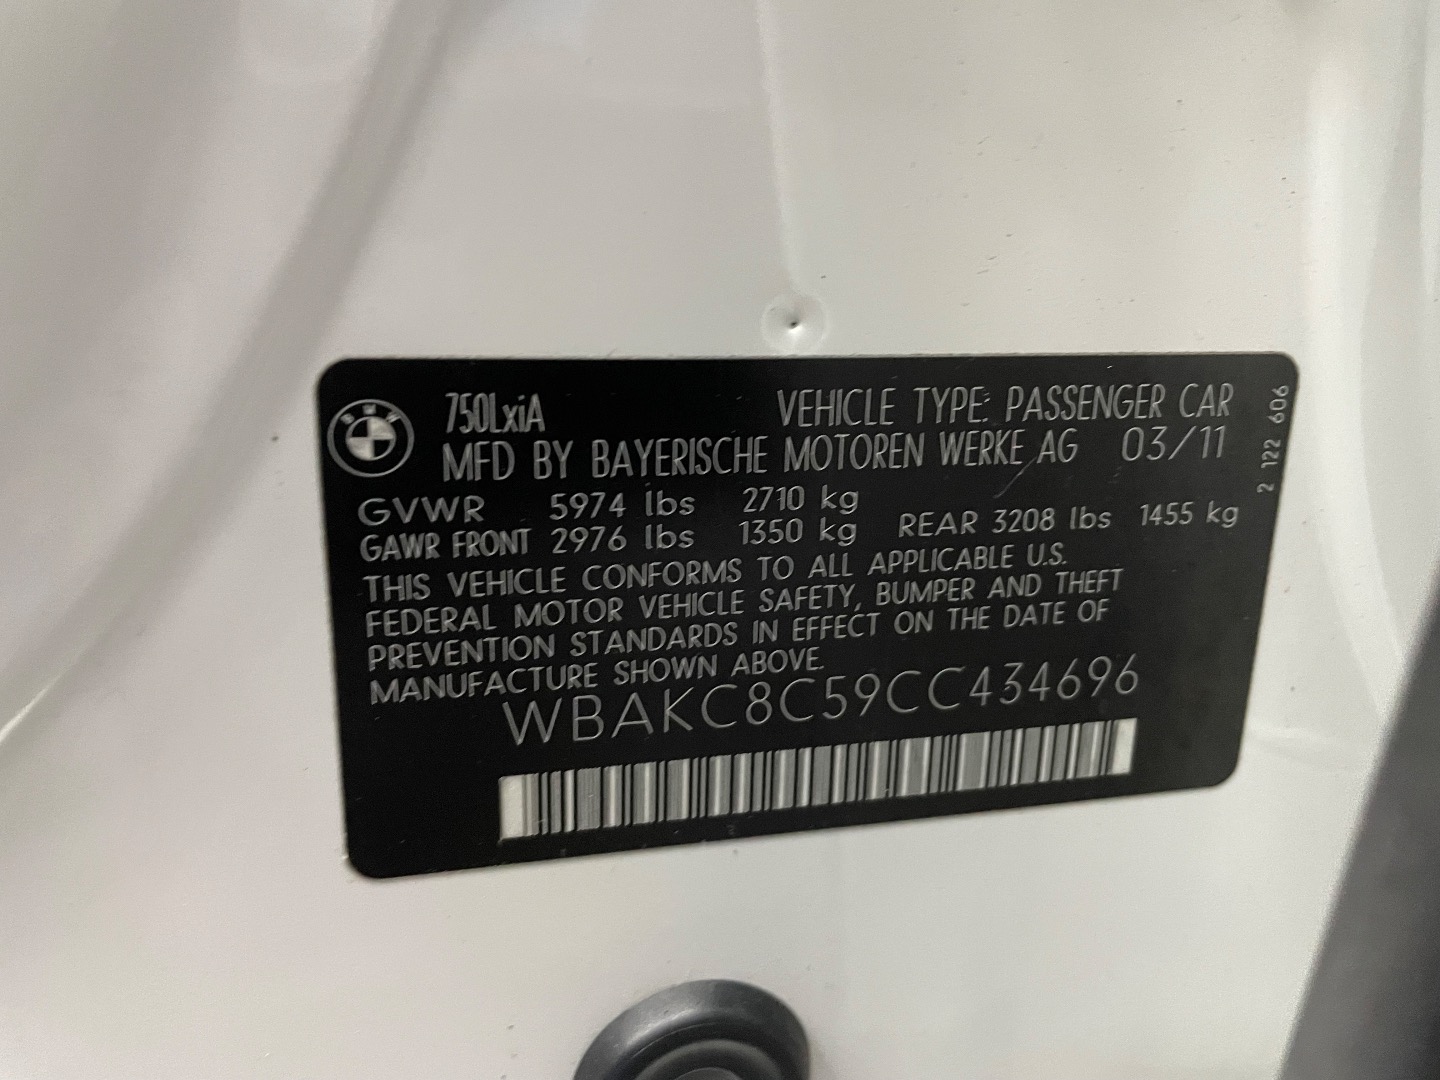 BMW
750LxiA VEHICLE TYPE: PASSENGER CAR
MFD BY BAYERISCHE MOTOREN WERKE AG 03/11
GVWR 5974 lbs 2710 kg
GAWR FRONT 2976 lbs 1350 kg REAR 3208 lbs 1455 kg
THIS VEHICLE CONFORMS TO ALL APPLICABLE U.S.
FEDERAL MOTOR VEHICLE SAFETY, BUMPER AND THEFT
PREVENTION STANDARDS IN EFFECT ON THE DATE OF
MANUFACTURE SHOWN ABOVE.
WBAKC8C59CC434696
2 122 606